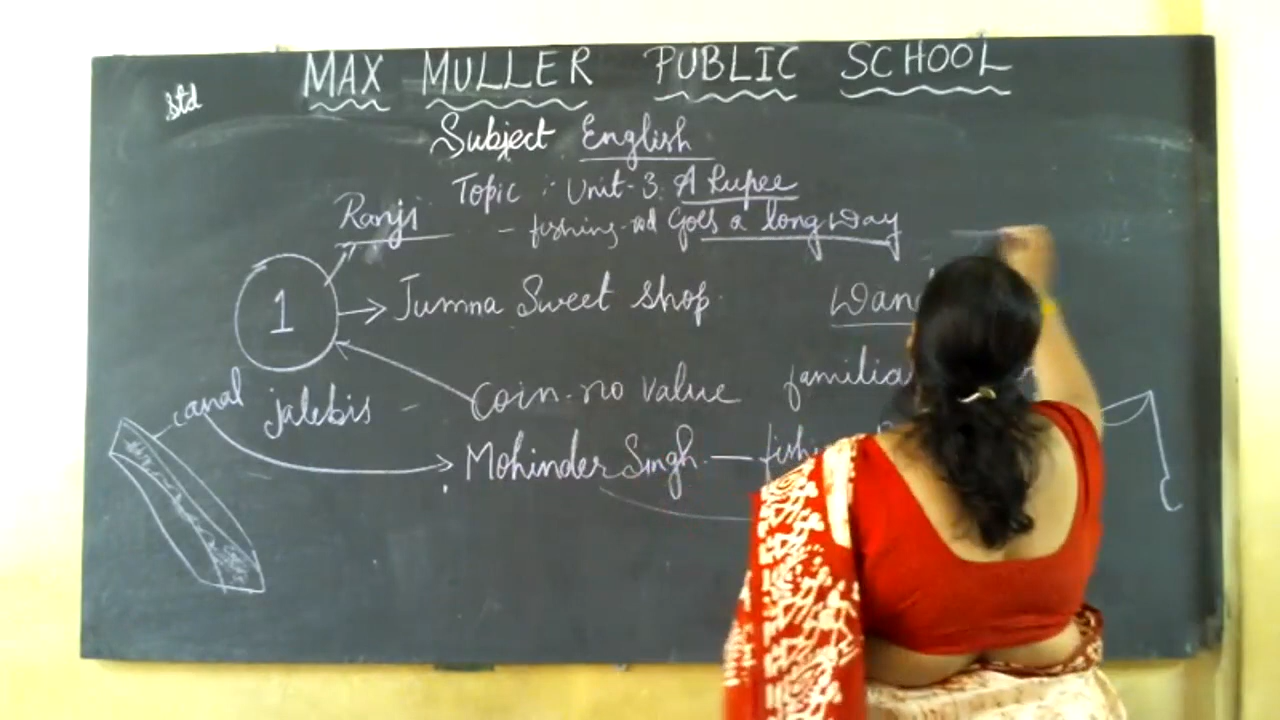 MAX MULLER PUBLIC SCHOOL
Std
Subject English
Topic :- Unit-3. A Rupee
Ranji - fishing-rod Goes a long Way
1
Jumna Sweet shop.
Coin-no value
canal
jalebis -
Mohinder Singh. —